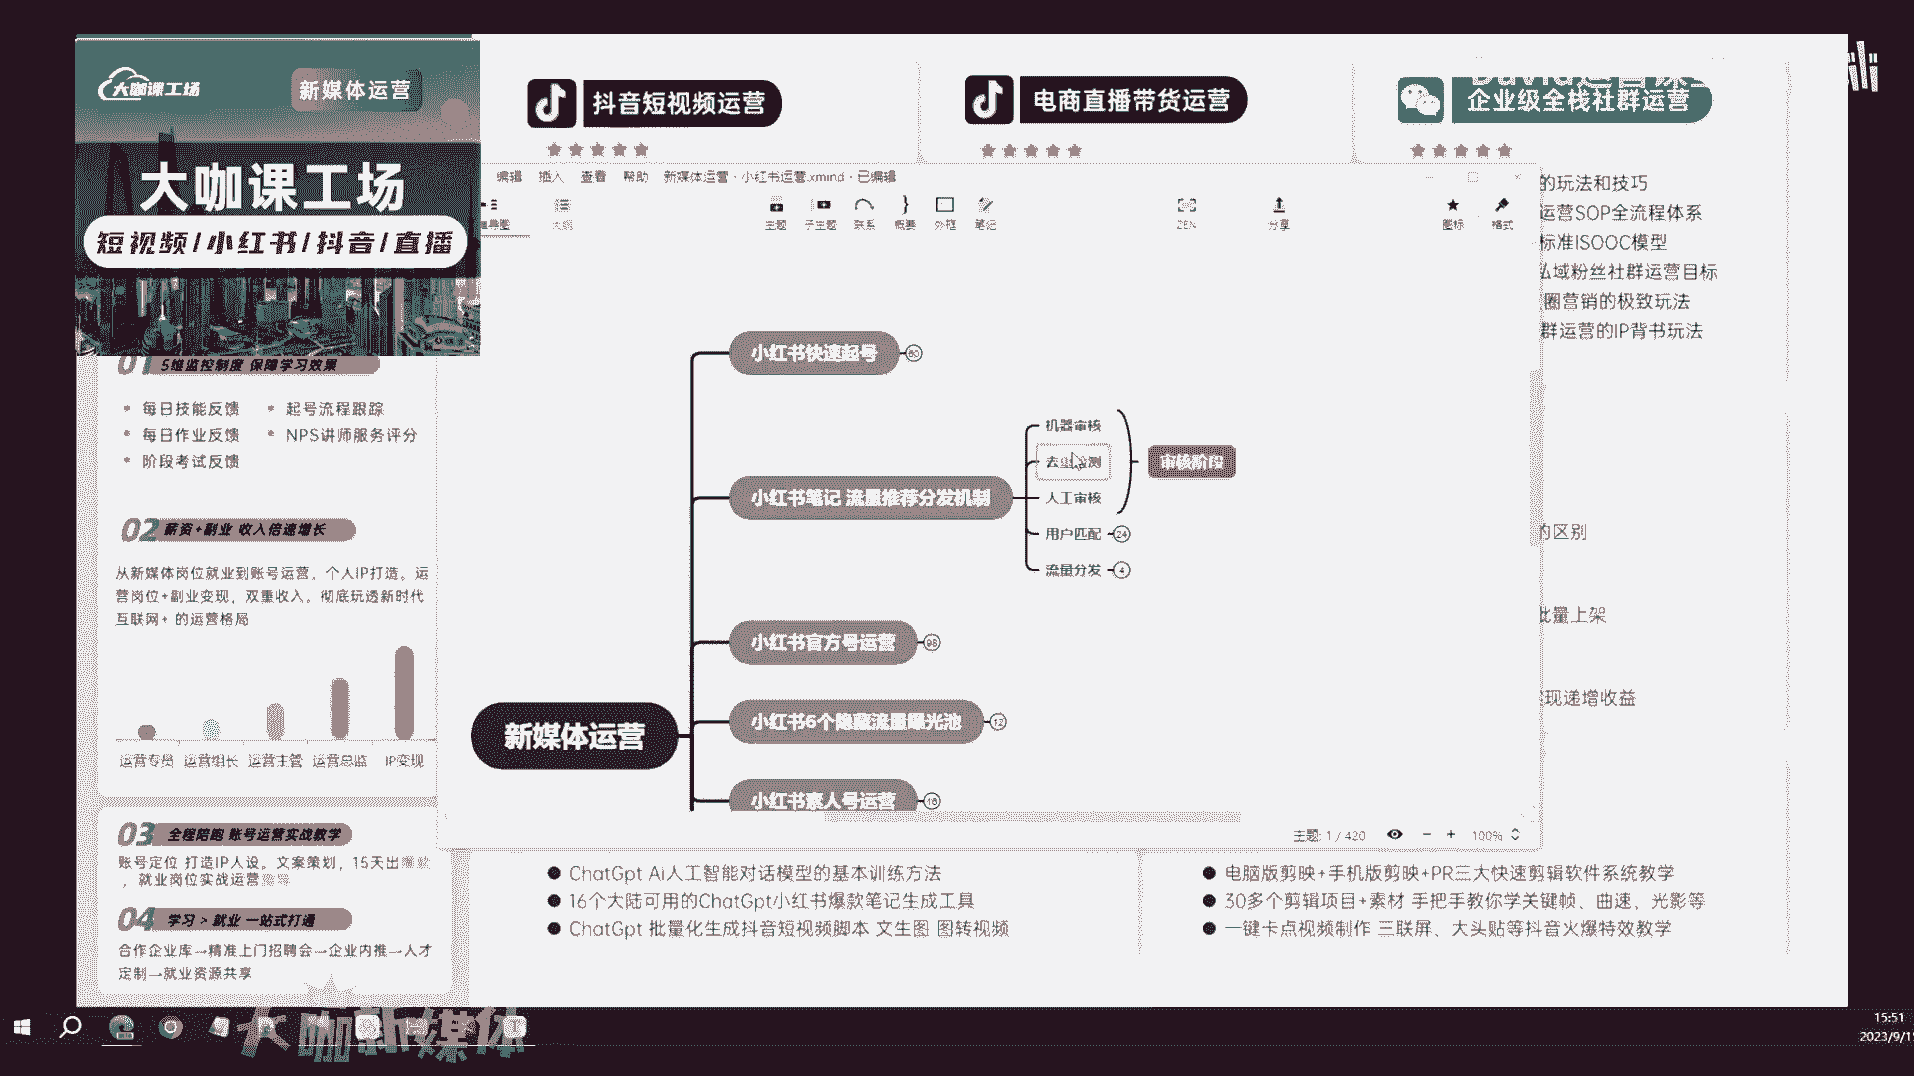 大咖课工场
新媒体运营
大咖课工场
短视频/小红书/抖音/直播
01 5维监控制度 保障学习效果
每日技能反馈
起号流程跟踪
每日作业反馈
NPS讲师服务评分
阶段考试反馈
02 薪资+副业 收入倍速增长
从新媒体岗位就业到账号运营，个人IP打造。运
营岗位+副业变现，双重收入。彻底玩透新时代
互联网+ 的运营格局
运营专员 运营组长 运营主管 运营总监 IP变现
03 全程陪跑 账号运营实战教学
账号定位 打造IP人设。文案策划，15天出
，就业岗位实战运营
04 学习 > 就业 一站式打通
合作企业库→精准上门招聘会→企业内推→人才
定制→就业资源共享
抖音短视频运营
电商直播带货运营
企业级全栈社群运营
编辑 插入 查看 帮助 新媒体运营 · 小红书运营.xmind · 已编辑
大纲
主题 子主题 联系 概要 外框 笔记
ZEN 分享 图标 格式
小红书快速起号 60
小红书笔记 流量推荐分发机制
机器审核
人工审核
用户匹配 24
流量分发 4
审核阶段
小红书官方号运营 98
小红书6个隐藏流量曝光池 12
新媒体运营
小红书素人号运营 16
主题: 1 / 420
100%
的玩法和技巧
运营SOP全流程体系
标准ISOOC模型
私域粉丝社群运营目标
圈营销的极致玩法
群运营的IP背书玩法
的区别
批量上架
现递增收益
ChatGpt Ai人工智能对话模型的基本训练方法
16个大陆可用的ChatGpt小红书爆款笔记生成工具
ChatGpt 批量化生成抖音短视频脚本 文生图 图转视频
电脑版剪映+手机版剪映+PR三大快速剪辑软件系统教学
30多个剪辑项目+素材 手把手教你学关键帧、曲速、光影等
一键卡点视频制作 三联屏、大头贴等抖音火爆特效教学
大咖新媒体
15:51
2023/9/1